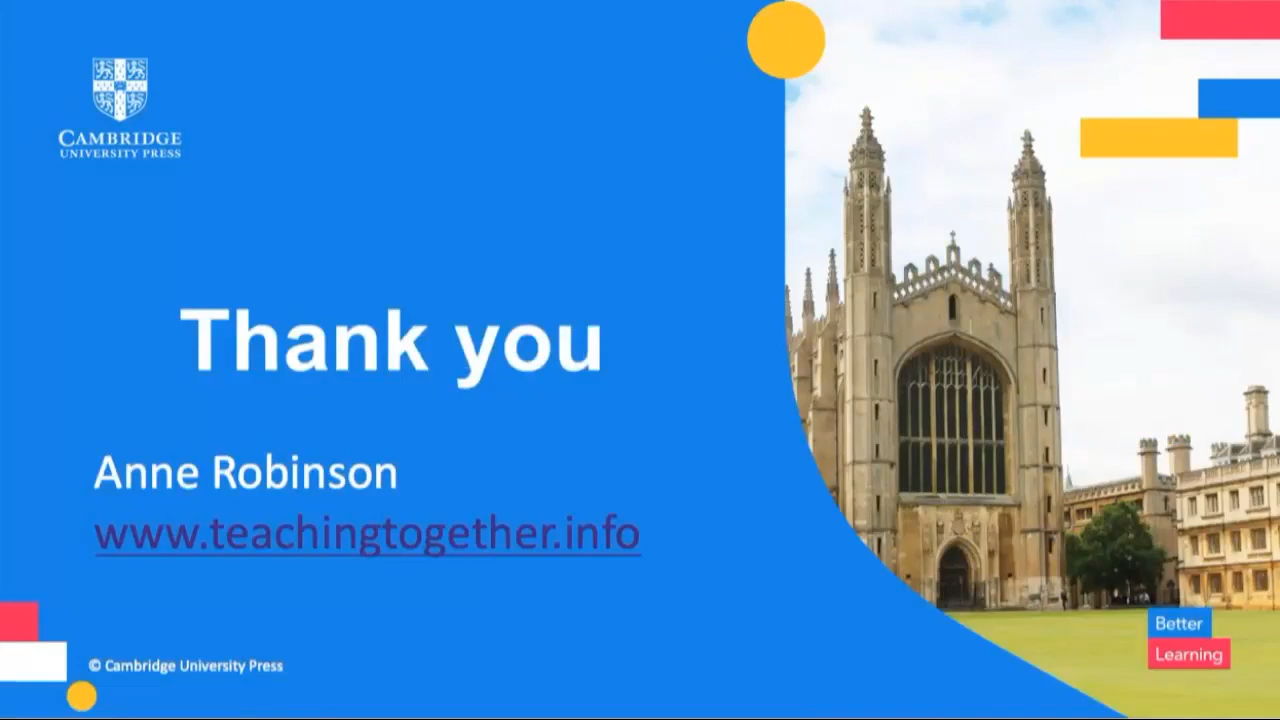 CAMBRIDGE
UNIVERSITY PRESS
Thank you
Anne Robinson
www.teachingtogether.info
© Cambridge University Press
Better
Learning